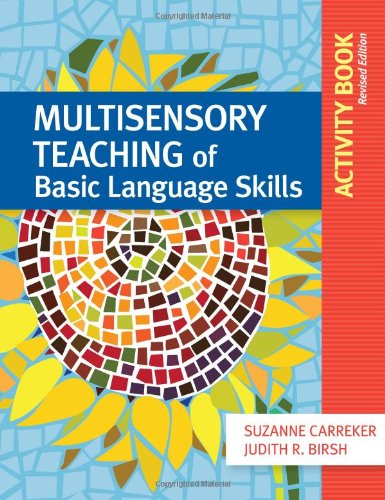 Copyrighted Material
MULTISENSORY
TEACHING of
Basic Language Skills
ACTIVITY BOOK
Revised Edition
SUZANNE CARREKER
JUDITH R. BIRSH
Copyrighted Material